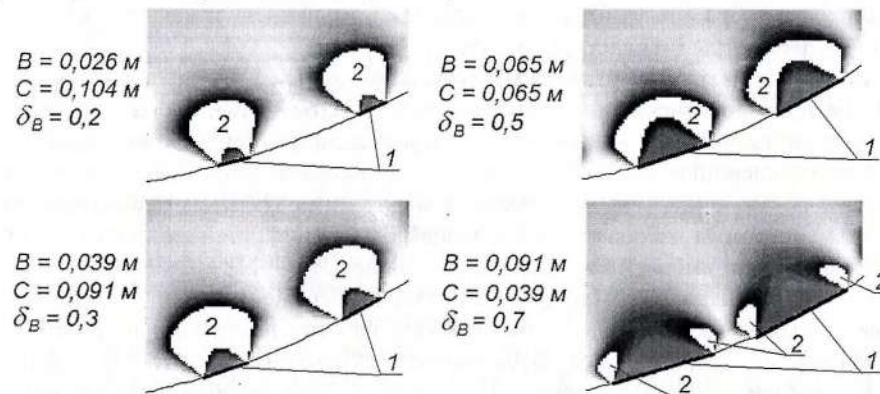 B = 0,026 м
C = 0,104 м
δB = 0,2
2
2
1
B = 0,065 м
C = 0,065 м
δB = 0,5
2
2
1
B = 0,039 м
C = 0,091 м
δB = 0,3
2
2
1
B = 0,091 м
C = 0,039 м
δB = 0,7
2
2
2
1